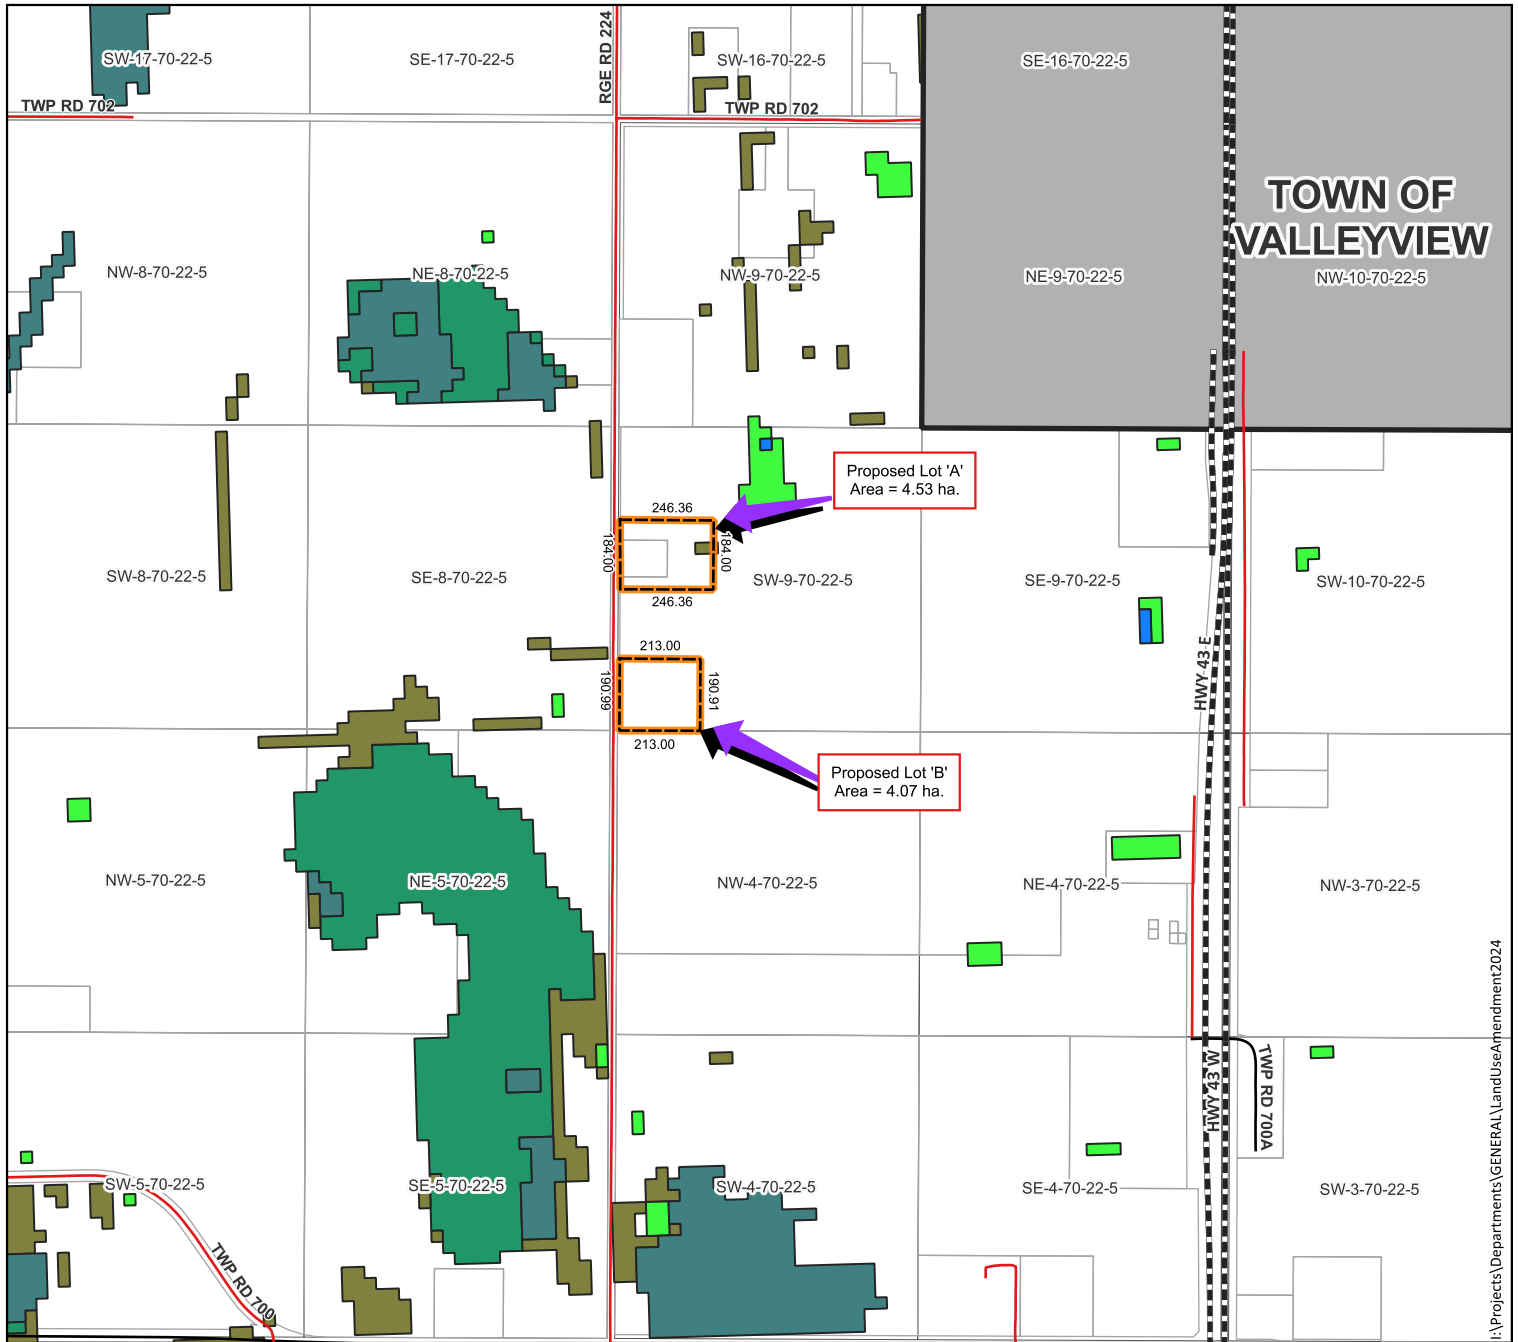 SW-17-70-22-5
SE-17-70-22-5
RGE RD 224
SW-16-70-22-5
SE-16-70-22-5
TWP RD 702
TWP RD 702
TOWN OF
VALLEYVIEW
NW-8-70-22-5
NE-8-70-22-5
NW-9-70-22-5
NE-9-70-22-5
NW-10-70-22-5
Proposed Lot 'A'
Area = 4.53 ha.
246.36
184.00
184.00
246.36
SW-8-70-22-5
SE-8-70-22-5
SW-9-70-22-5
SE-9-70-22-5
SW-10-70-22-5
213.00
190.99
190.91
213.00
HWY 43 E
Proposed Lot 'B'
Area = 4.07 ha.
NW-5-70-22-5
NE-5-70-22-5
NW-4-70-22-5
NE-4-70-22-5
NW-3-70-22-5
HWY 43 W
TWP RD 700A
SW-5-70-22-5
SE-5-70-22-5
SW-4-70-22-5
SE-4-70-22-5
SW-3-70-22-5
TWP RD 700
I:\Projects\Departments\GENERAL\LandUseAmendment2024